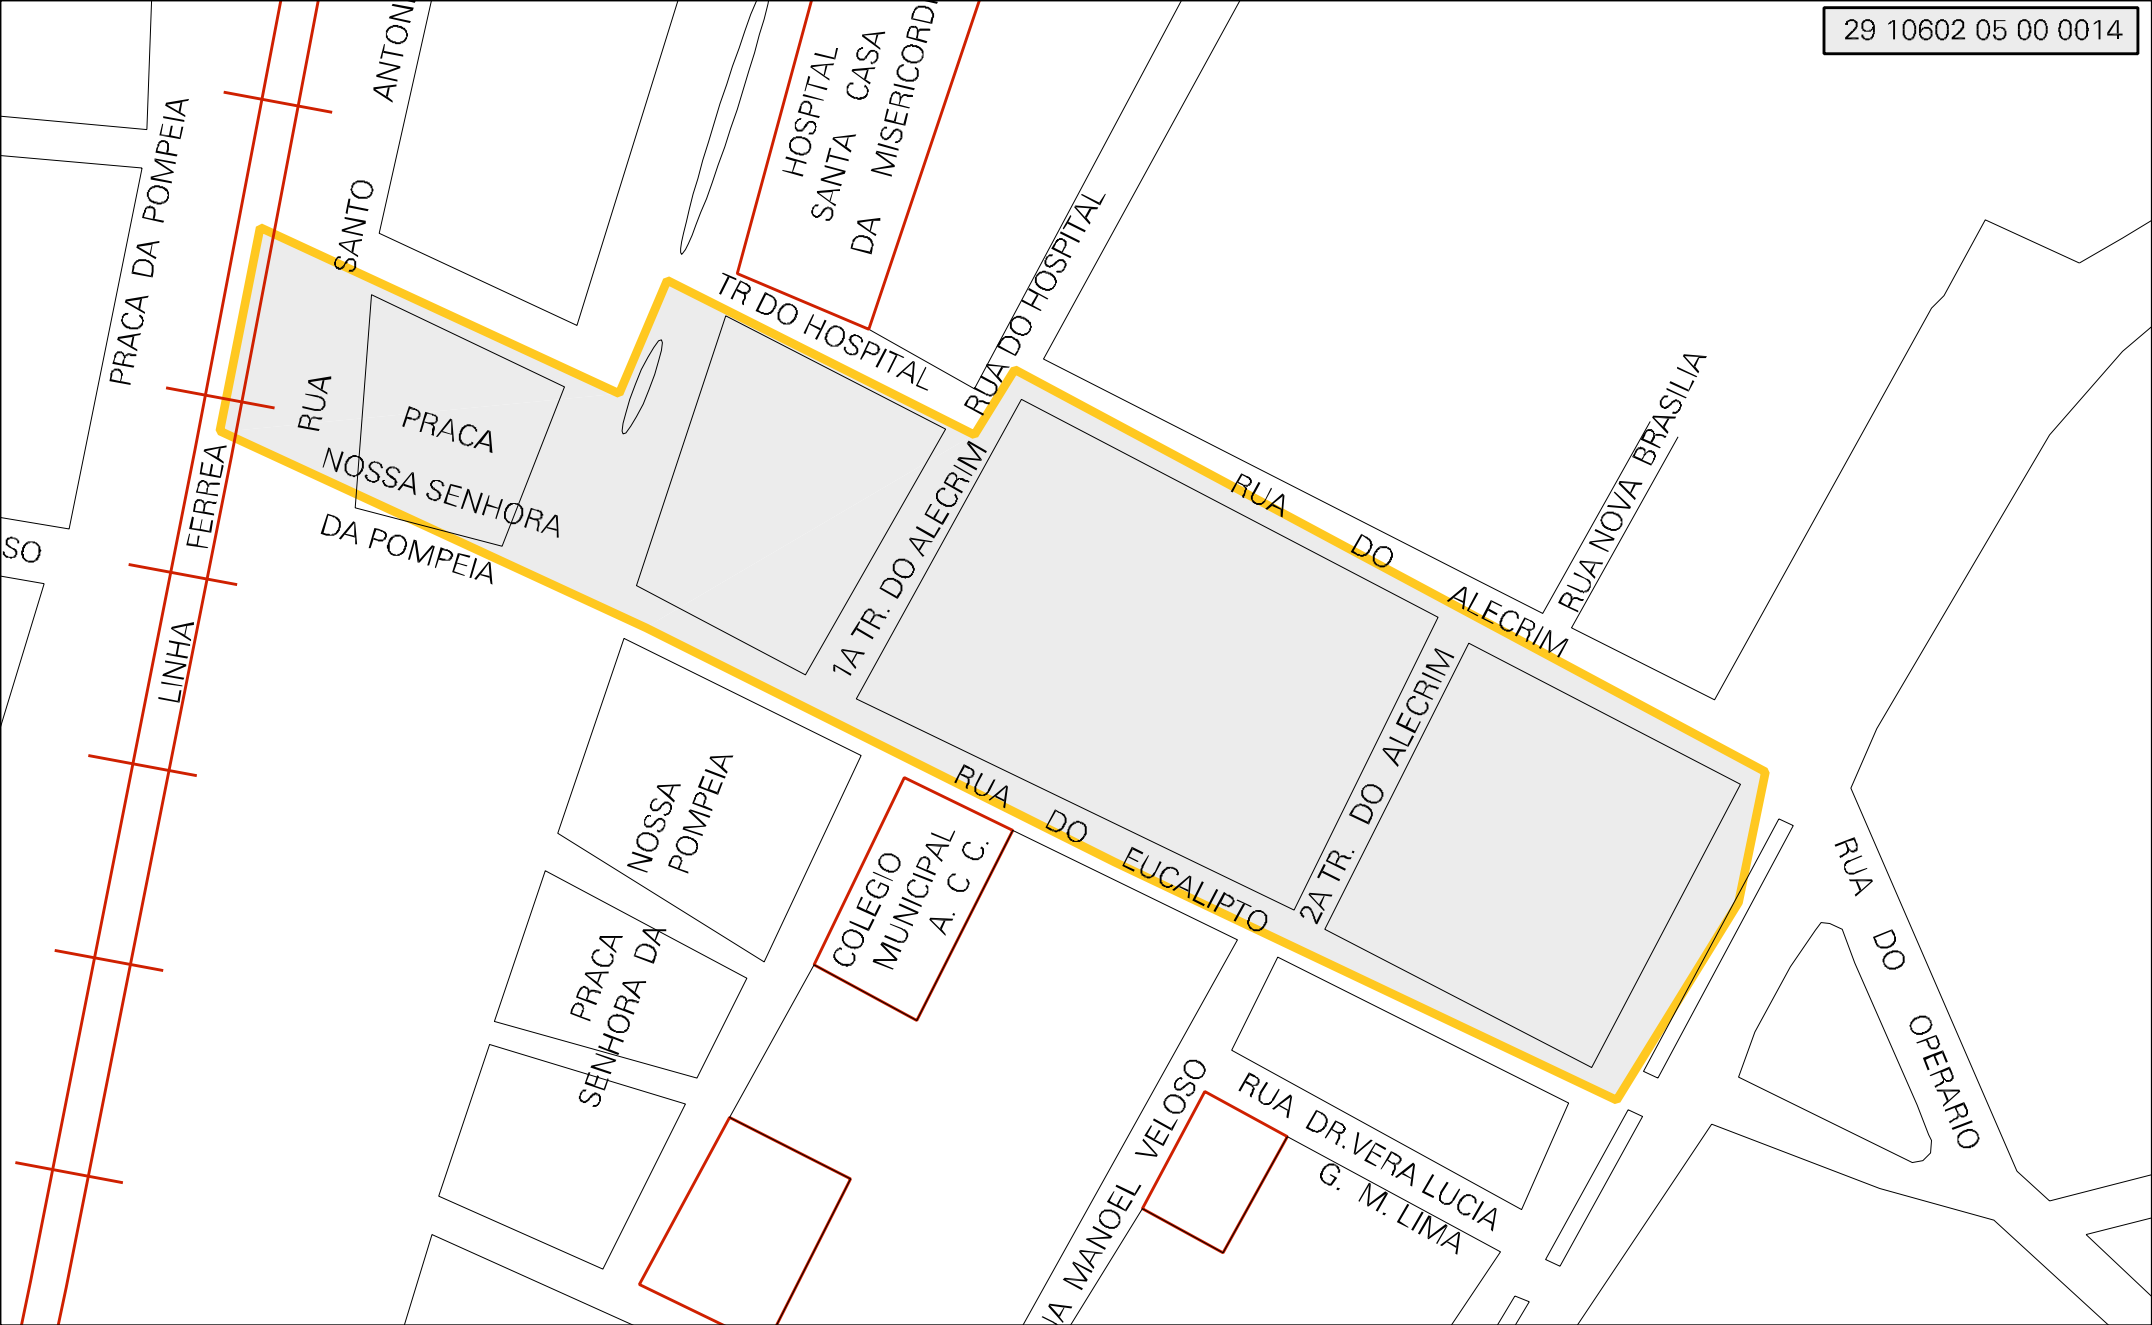 29 10602 05 00 0014
ANTONI
SANTO
RUA
PRACA DA POMPEIA
HOSPITAL
SANTA CASA
DA MISERICORDI
TR DO HOSPITAL
RUA DO HOSPITAL
PRACA
NOSSA SENHORA
DA POMPEIA
LINHA FERREA
SO
1A TR. DO ALECRIM
RUA DO ALECRIM
RUA NOVA BRASILIA
2A TR. DO ALECRIM
RUA DO EUCALIPTO
NOSSA
POMPEIA
PRACA
SENHORA DA
COLEGIO
MUNICIPAL
A. C C.
RUA DO OPERARIO
UA MANOEL VELOSO
RUA DR.VERA LUCIA
G. M. LIMA